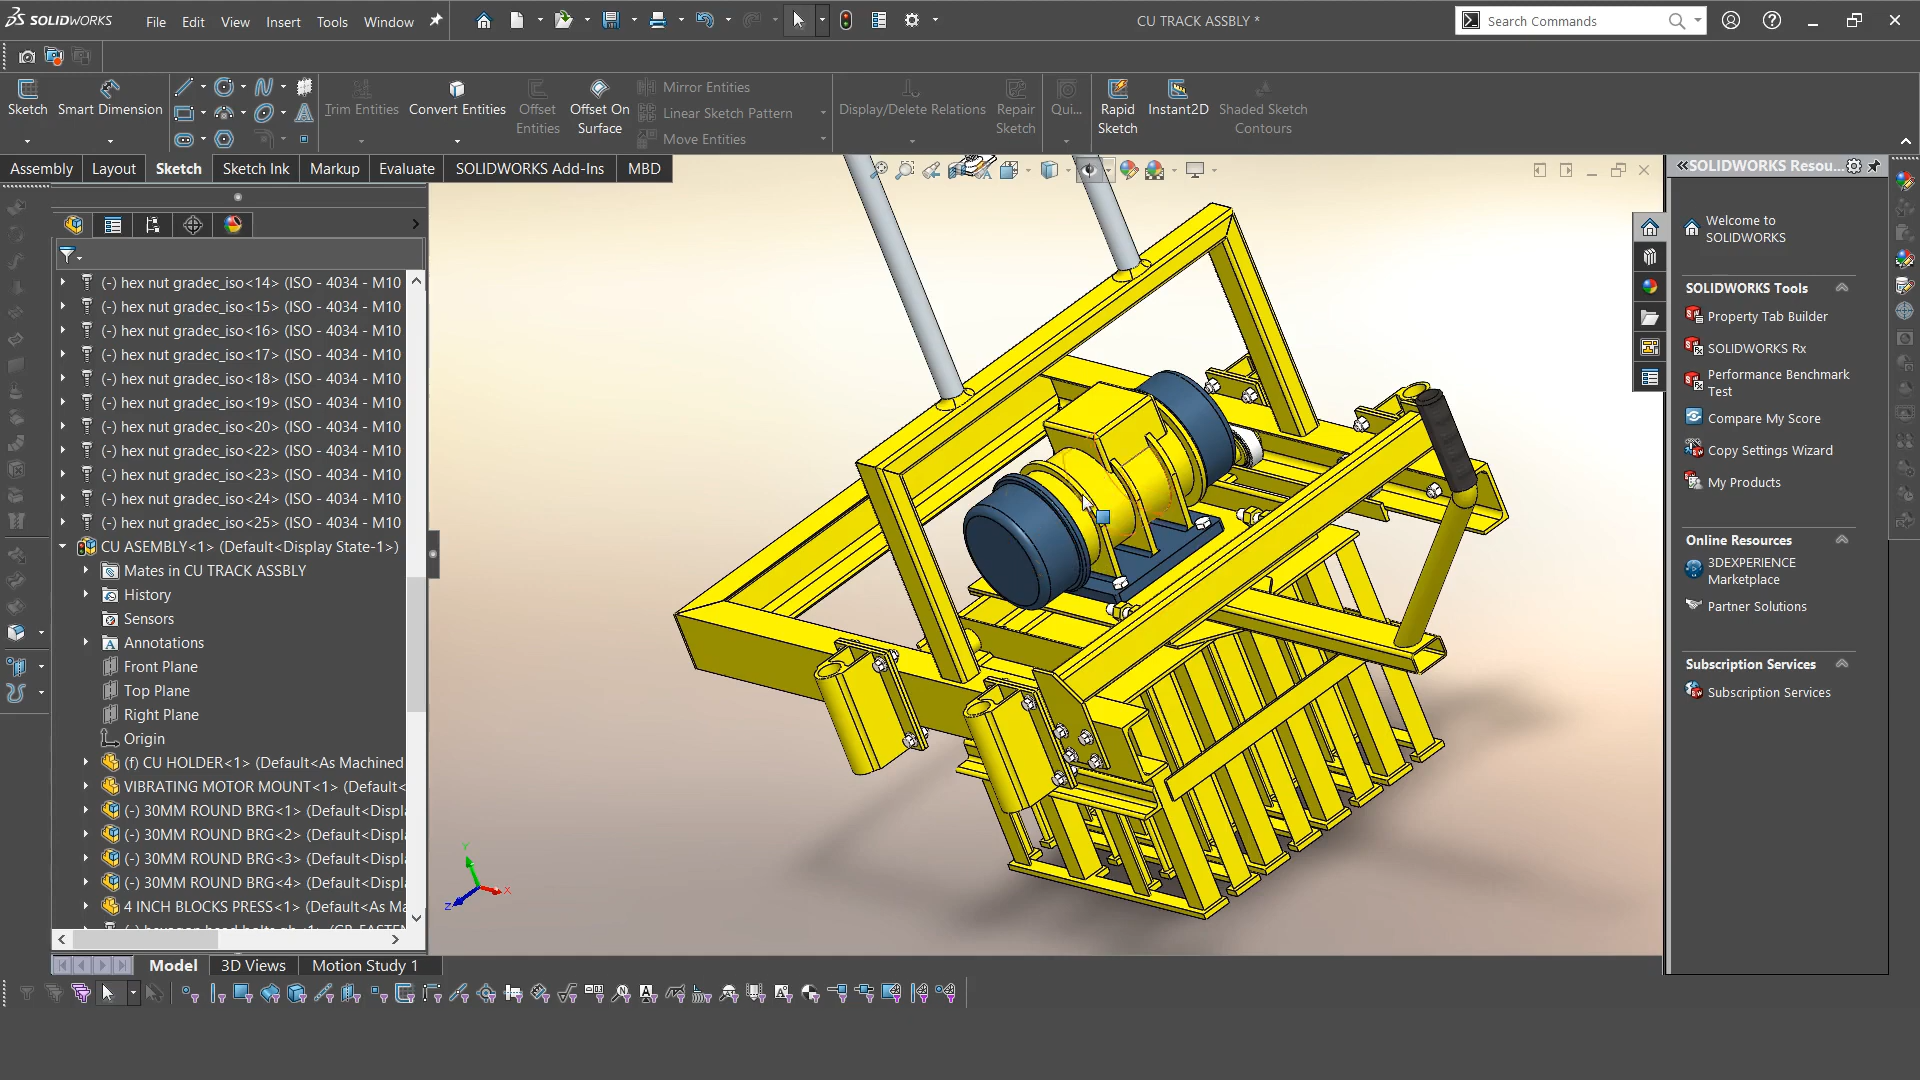 SOLIDWORKS
File Edit View Insert Tools Window
CU TRACK ASSBLY *
Search Commands
Sketch
Smart Dimension
Trim Entities
Convert Entities
Offset Entities
Offset On Surface
Mirror Entities
Linear Sketch Pattern
Move Entities
Display/Delete Relations
Repair Sketch
Qui...
Rapid Sketch
Instant2D
Shaded Sketch Contours
Assembly Layout Sketch Sketch Ink Markup Evaluate SOLIDWORKS Add-Ins MBD
(-) hex nut gradec_iso<14> (ISO - 4034 - M10
(-) hex nut gradec_iso<15> (ISO - 4034 - M10
(-) hex nut gradec_iso<16> (ISO - 4034 - M10
(-) hex nut gradec_iso<17> (ISO - 4034 - M10
(-) hex nut gradec_iso<18> (ISO - 4034 - M10
(-) hex nut gradec_iso<19> (ISO - 4034 - M10
(-) hex nut gradec_iso<20> (ISO - 4034 - M10
(-) hex nut gradec_iso<22> (ISO - 4034 - M10
(-) hex nut gradec_iso<23> (ISO - 4034 - M10
(-) hex nut gradec_iso<24> (ISO - 4034 - M10
(-) hex nut gradec_iso<25> (ISO - 4034 - M10
CU ASEMBLY<1> (Default<Display State-1>)
Mates in CU TRACK ASSBLY
History
Sensors
Annotations
Front Plane
Top Plane
Right Plane
Origin
(f) CU HOLDER<1> (Default<As Machined
VIBRATING MOTOR MOUNT<1> (Default<
(-) 30MM ROUND BRG<1> (Default<Displ
(-) 30MM ROUND BRG<2> (Default<Displ
(-) 30MM ROUND BRG<3> (Default<Displ
(-) 30MM ROUND BRG<4> (Default<Displ
4 INCH BLOCKS PRESS<1> (Default<As Ma
Y
X
Z
Model 3D Views Motion Study 1
SOLIDWORKS Resou...
Welcome to
SOLIDWORKS
SOLIDWORKS Tools
Property Tab Builder
SOLIDWORKS Rx
Performance Benchmark
Test
Compare My Score
Copy Settings Wizard
My Products
Online Resources
3DEXPERIENCE
Marketplace
Partner Solutions
Subscription Services
Subscription Services